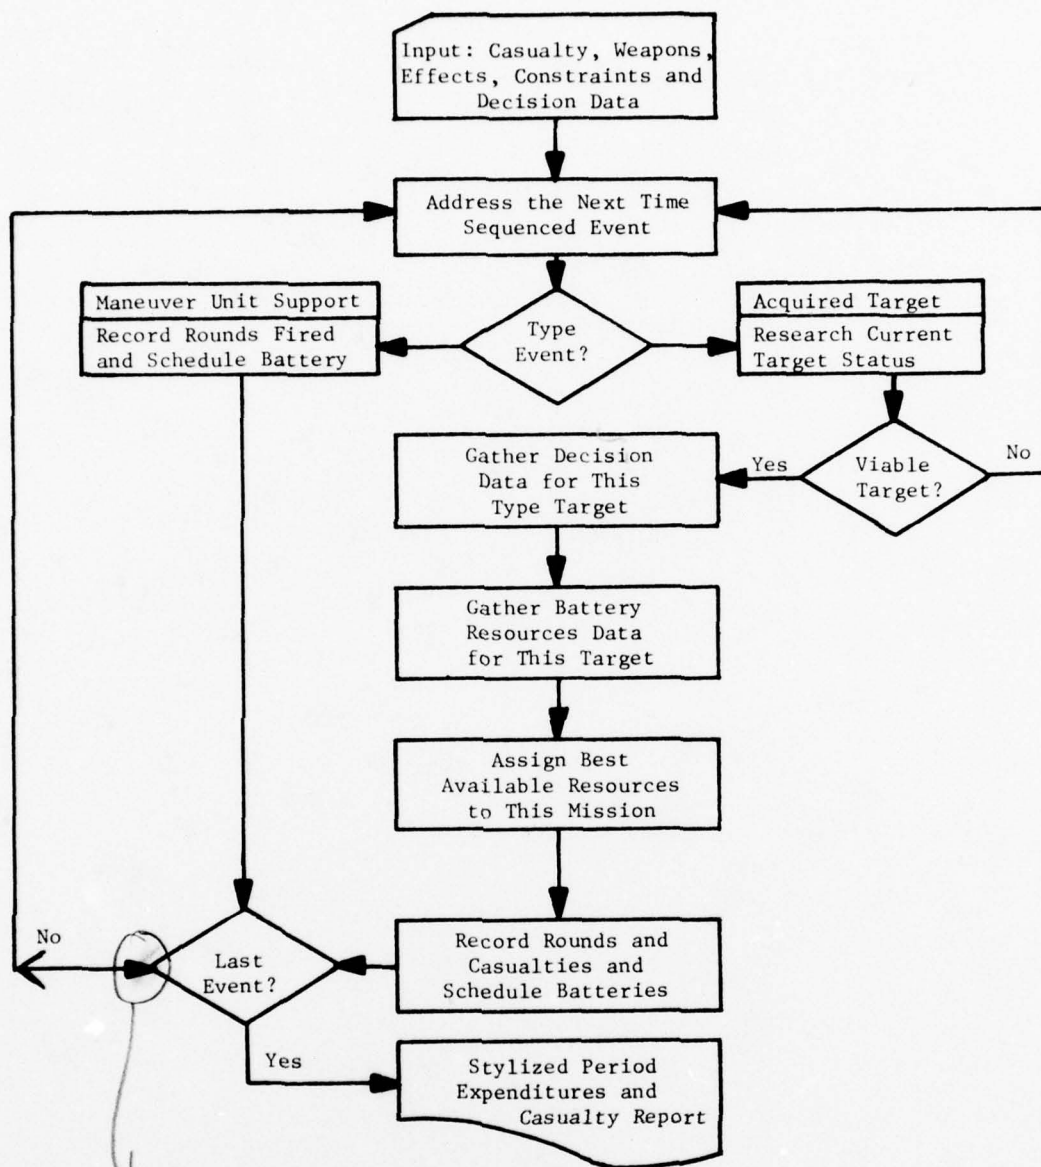 Input: Casualty, Weapons,
Effects, Constraints and
Decision Data
Address the Next Time
Sequenced Event
Maneuver Unit Support
Record Rounds Fired
and Schedule Battery
Type
Event?
Acquired Target
Research Current
Target Status
Gather Decision
Data for This
Type Target
Yes
Viable
Target?
No
Gather Battery
Resources Data
for This Target
Assign Best
Available Resources
to This Mission
No
Last
Event?
Record Rounds and
Casualties and
Schedule Batteries
Yes
Stylized Period
Expenditures and
Casualty Report